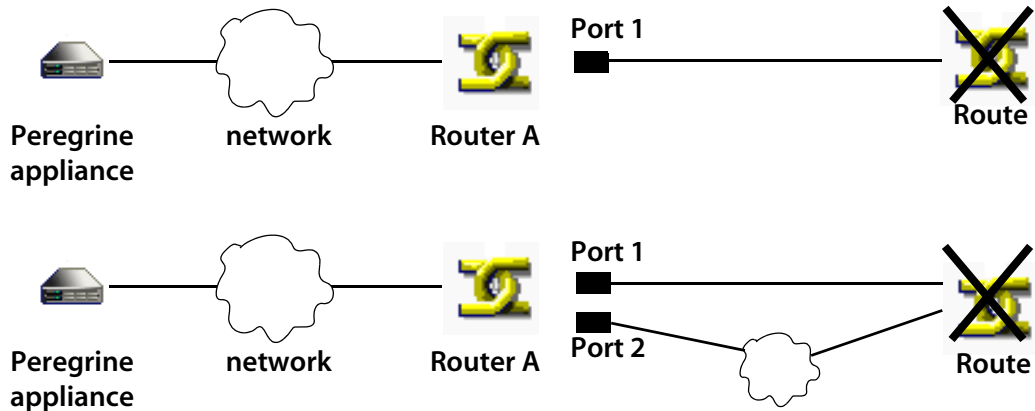 Port 1
Peregrine
appliance
network
Router A
Route
Port 1
Port 2
Peregrine
appliance
network
Router A
Route